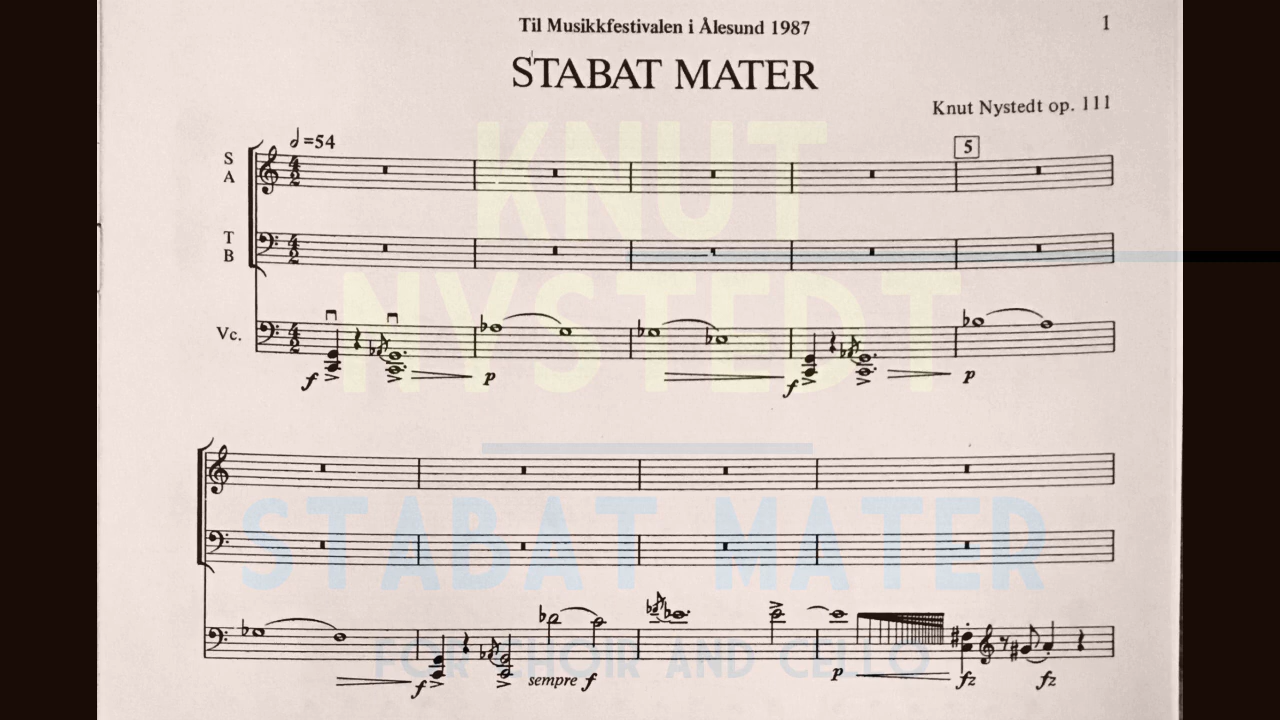 Til Musikkfestivalen i Ålesund 1987
1
STABAT MATER
Knut Nystedt op. 111
=54
5
S
A
T
B
Vc.
f
p
f
p
KNUT
NYSTEDT
f
sempre f
p
fz
fz
STABAT MATER
FOR CHOIR AND CELLO